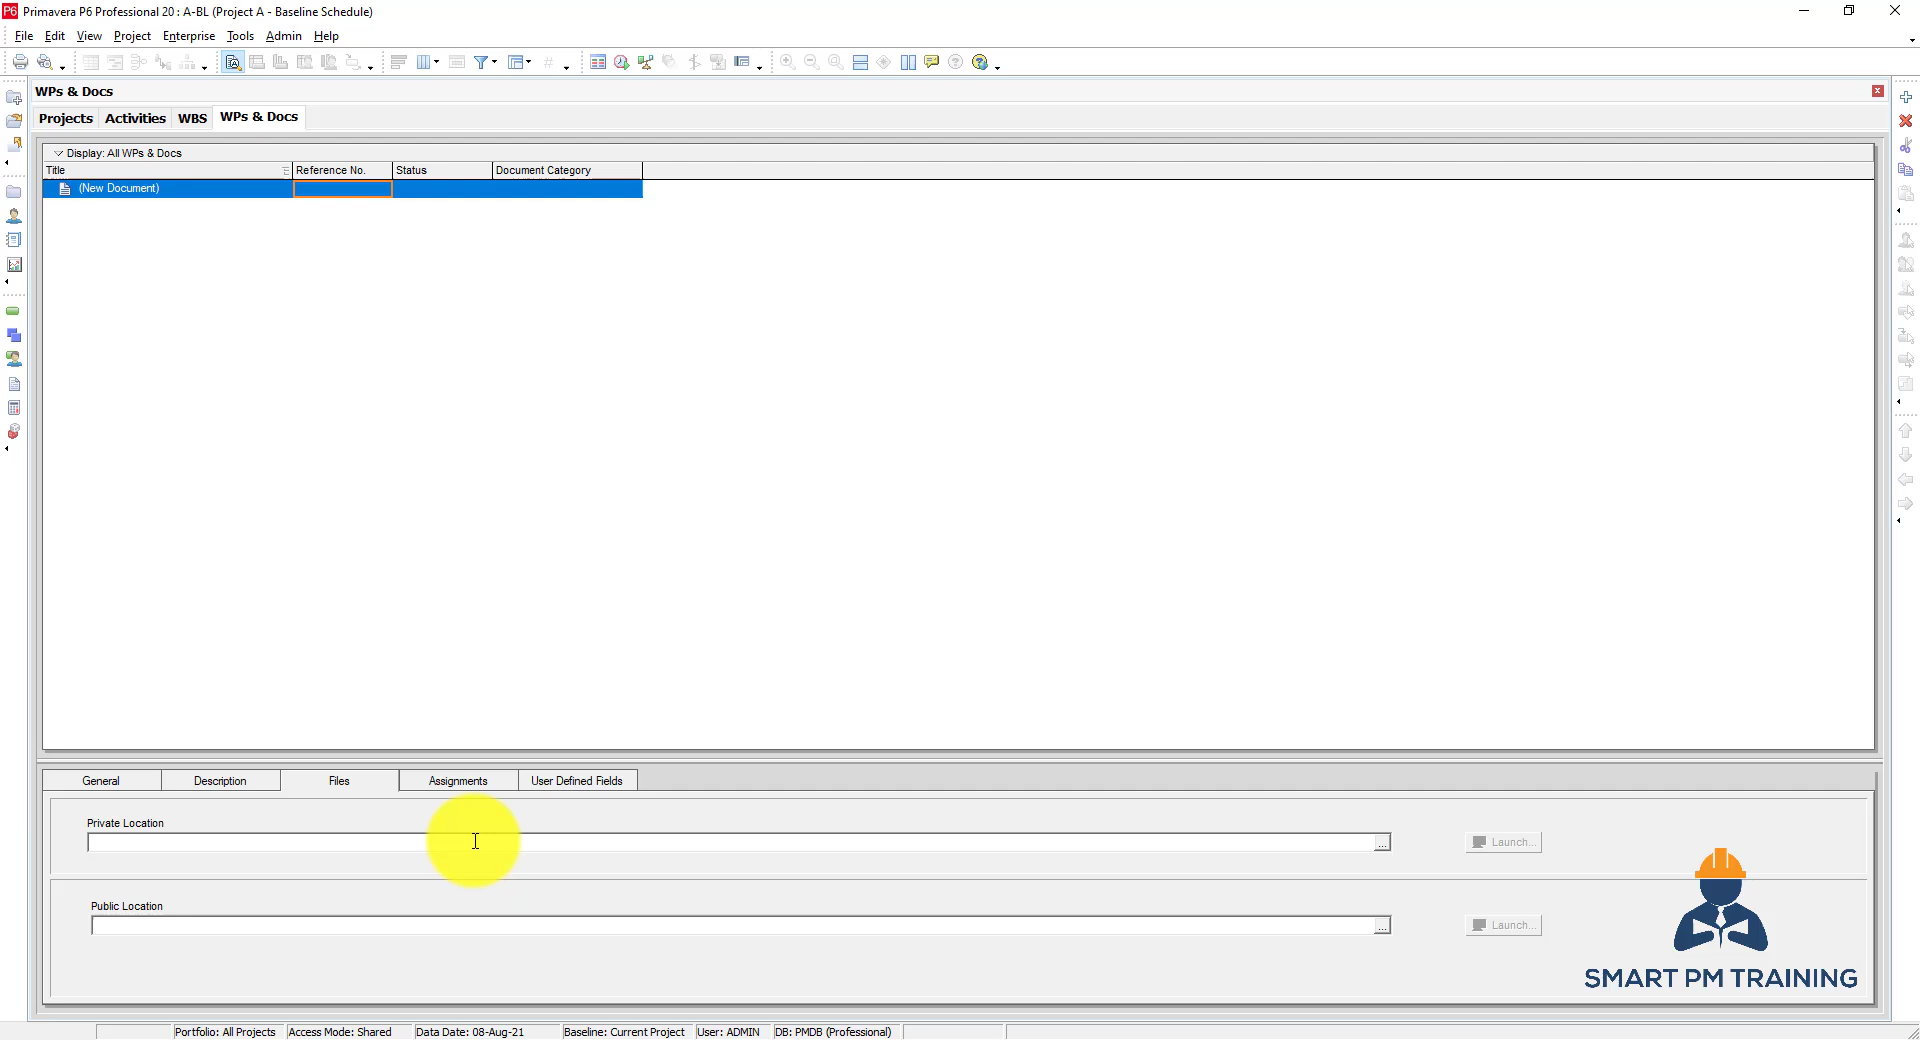 P6 Primavera P6 Professional 20 : A-BL (Project A - Baseline Schedule)
File Edit View Project Enterprise Tools Admin Help
WPs & Docs
Projects Activities WBS WPs & Docs
Display: All WPs & Docs
Title Reference No. Status Document Category
(New Document)
General Description Files Assignments User Defined Fields
Private Location
... Launch...
Public Location
... Launch...
SMART PM TRAINING
Portfolio: All Projects Access Mode: Shared Data Date: 08-Aug-21 Baseline: Current Project User: ADMIN DB: PMDB (Professional)